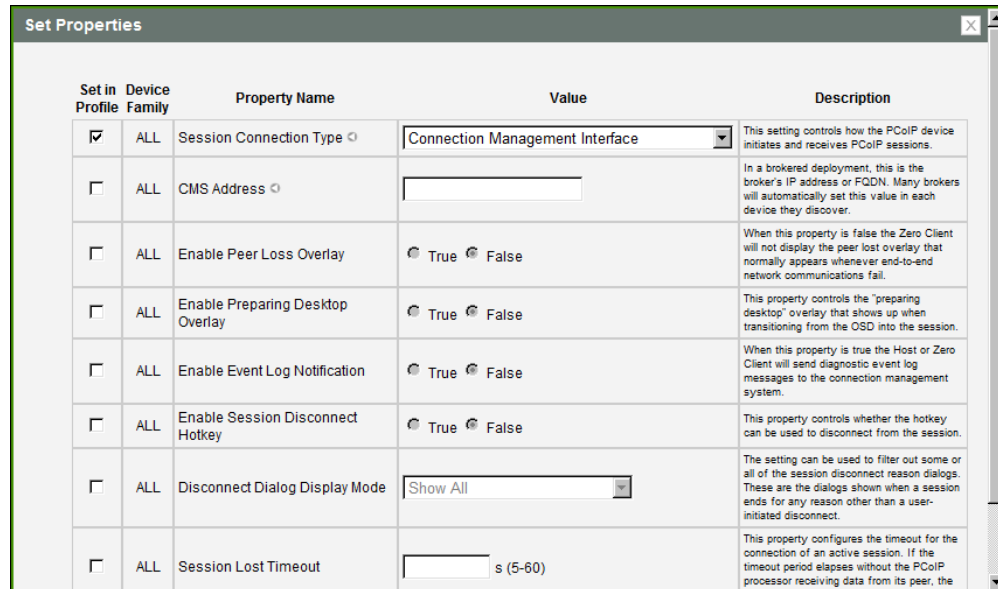 Set Properties
X
Set in Profile
Device Family
Property Name
Value
Description
ALL
Session Connection Type
Connection Management Interface
This setting controls how the PCoIP device
initiates and receives PCoIP sessions.
ALL
CMS Address
In a brokered deployment, this is the
broker's IP address or FQDN. Many brokers
will automatically set this value in each
device they discover.
ALL
Enable Peer Loss Overlay
True False
When this property is false the Zero Client
will not display the peer lost overlay that
normally appears whenever end-to-end
network communications fail.
ALL
Enable Preparing Desktop
Overlay
True False
This property controls the "preparing
desktop" overlay that shows up when
transitioning from the OSD into the session.
ALL
Enable Event Log Notification
True False
When this property is true the Host or Zero
Client will send diagnostic event log
messages to the connection management
system.
ALL
Enable Session Disconnect
Hotkey
True False
This property controls whether the hotkey
can be used to disconnect from the session.
ALL
Disconnect Dialog Display Mode
Show All
The setting can be used to filter out some or
all of the session disconnect reason dialogs.
These are the dialogs shown when a session
ends for any reason other than a user-
initiated disconnect.
ALL
Session Lost Timeout
s (5-60)
This property configures the timeout for the
connection of an active session. If the
timeout period elapses without the PCoIP
processor receiving data from its peer, the